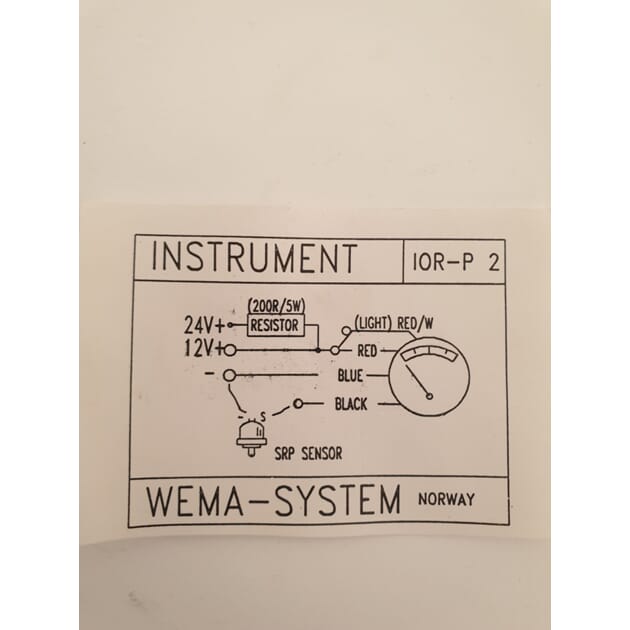 INSTRUMENT IOR-P 2
(200R/5W)
24V+ RESISTOR (LIGHT) RED/W
12V+ RED
- BLUE
BLACK
- S
SRP SENSOR
WEMA-SYSTEM NORWAY